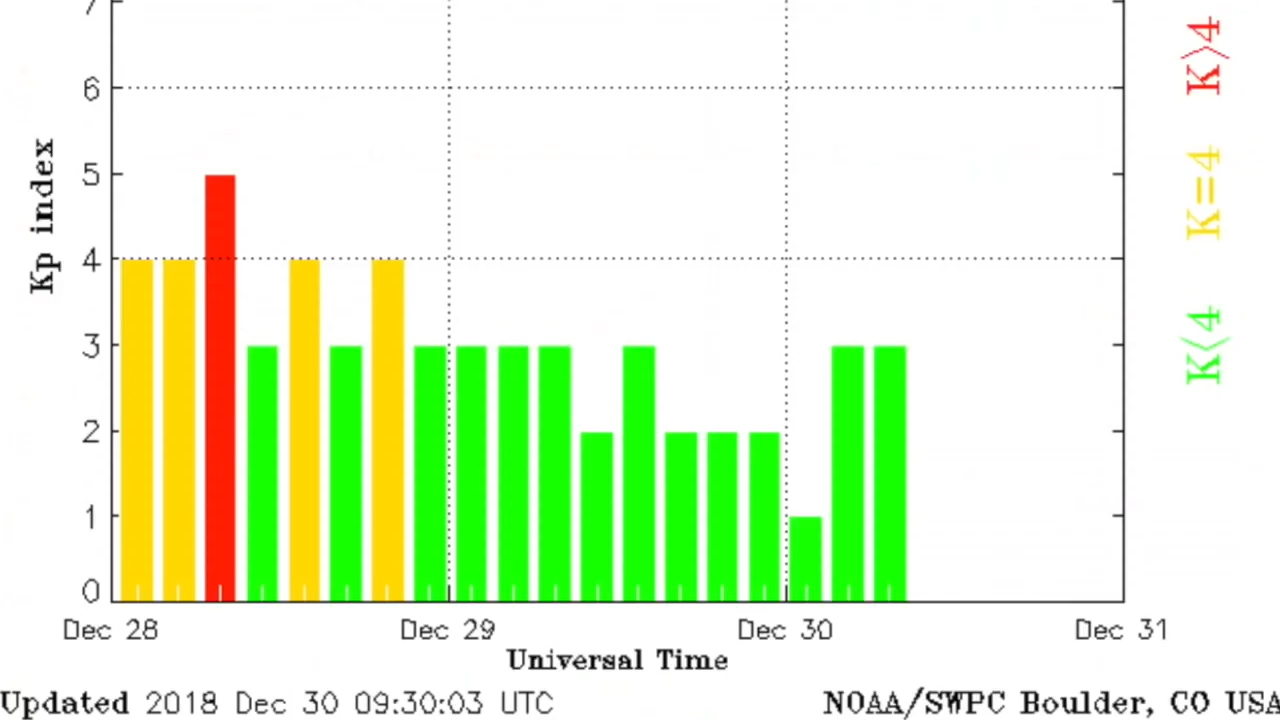 7
6
5
4
3
2
1
0
Kp index
Dec 28 Dec 29 Dec 30 Dec 31
Universal Time
Updated 2018 Dec 30 09:30:03 UTC
NOAA/SWPC Boulder, CO USA
K>4
K=4
K<4